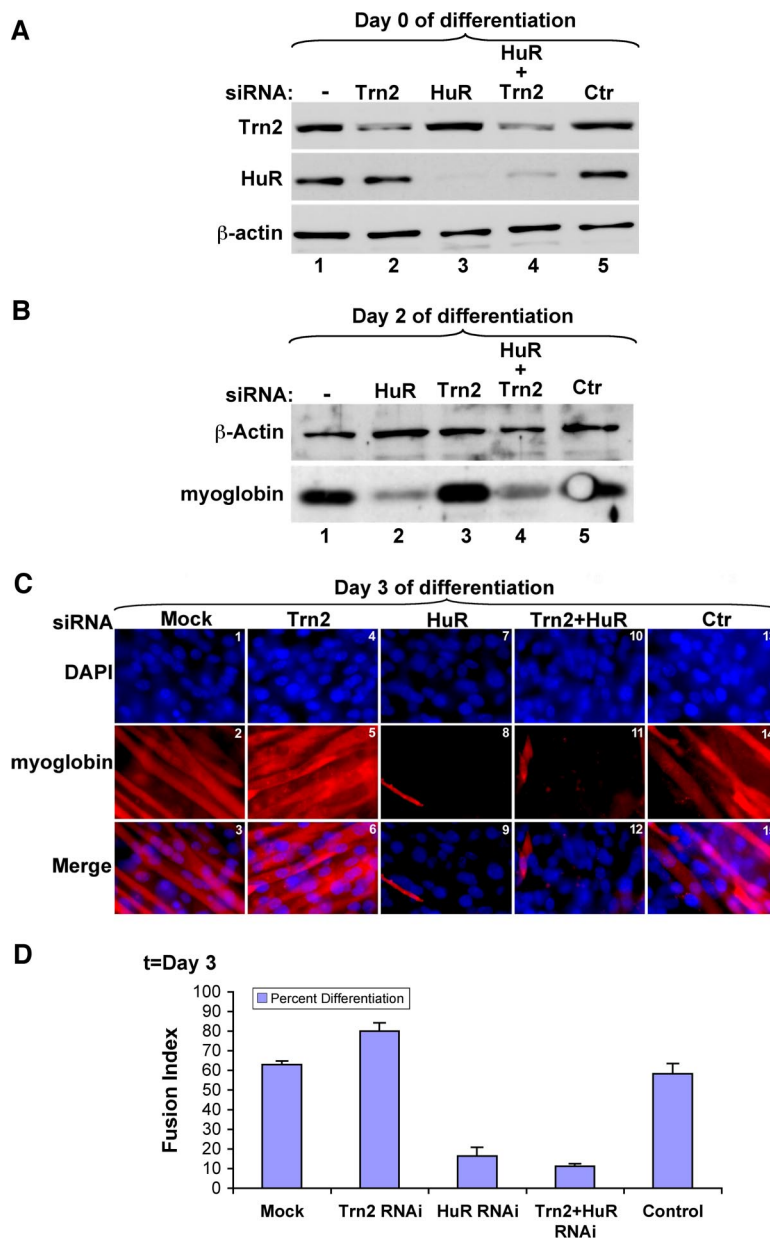 A
Day 0 of differentiation
HuR
+
siRNA: - Trn2 HuR Trn2 Ctr
Trn2
HuR
β-actin
1 2 3 4 5
B
Day 2 of differentiation
HuR
+
siRNA: - HuR Trn2 Trn2 Ctr
β-Actin
myoglobin
1 2 3 4 5
C
Day 3 of differentiation
siRNA Mock Trn2 HuR Trn2+HuR Ctr
DAPI 1 4 7 10
myoglobin 2 5 8 11 14
Merge 3 6 9 12
D
t=Day 3
Percent Differentiation
Fusion Index
100
90
80
70
60
50
40
30
20
10
0
Mock Trn2 RNAi HuR RNAi Trn2+HuR Control
RNAi